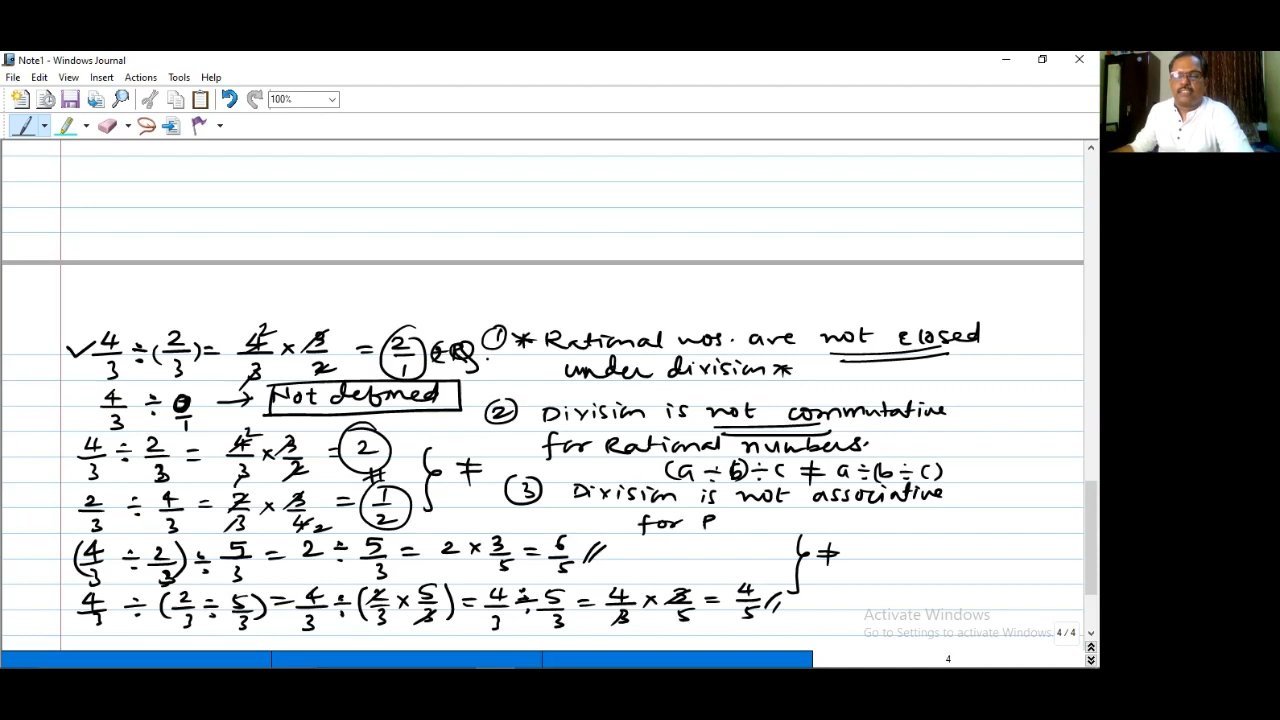 Note1 - Windows Journal
File Edit View Insert Actions Tools Help
100%
✓ 4/3 ÷ (2/3) = 4/3 × 3/2 = 2/1 ∈ Q
① * Rational nos. are not closed
under division *
4/3 ÷ 0/1 → Not defined
② Division is not commutative
for Rational numbers.
4/3 ÷ 2/3 = 4/3 × 3/2 = 2
2/3 ÷ 4/3 = 2/3 × 3/4 = 1/2 } ≠
(a ÷ b) ÷ c ≠ a ÷ (b ÷ c)
③ Division is not associative
for P
(4/3 ÷ 2/3) ÷ 5/3 = 2 ÷ 5/3 = 2 × 3/5 = 6/5 //
4/3 ÷ (2/3 ÷ 5/3) = 4/3 ÷ (2/3 × 5/3) = 4/3 ÷ 5/3 = 4/3 × 3/5 = 4/5 // } ≠
Activate Windows
Go to Settings to activate Windows.
4 / 4
4